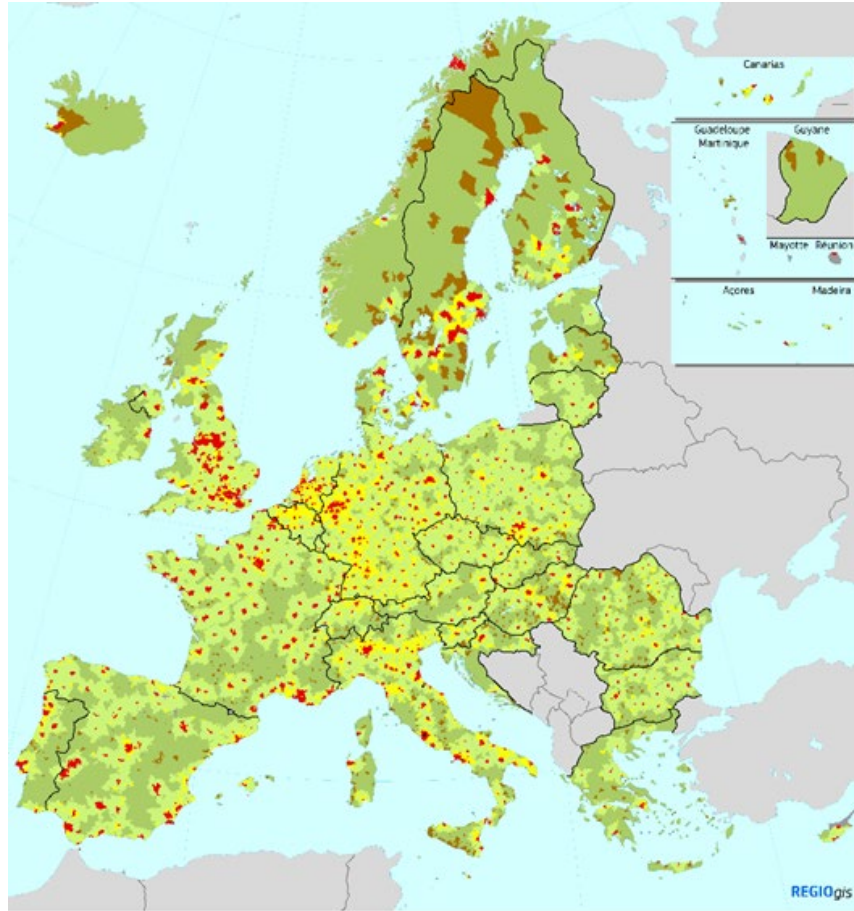 Canarias
Guadeloupe
Martinique
Guyane
Mayotte Réunion
Açores Madeira
REGIOgis